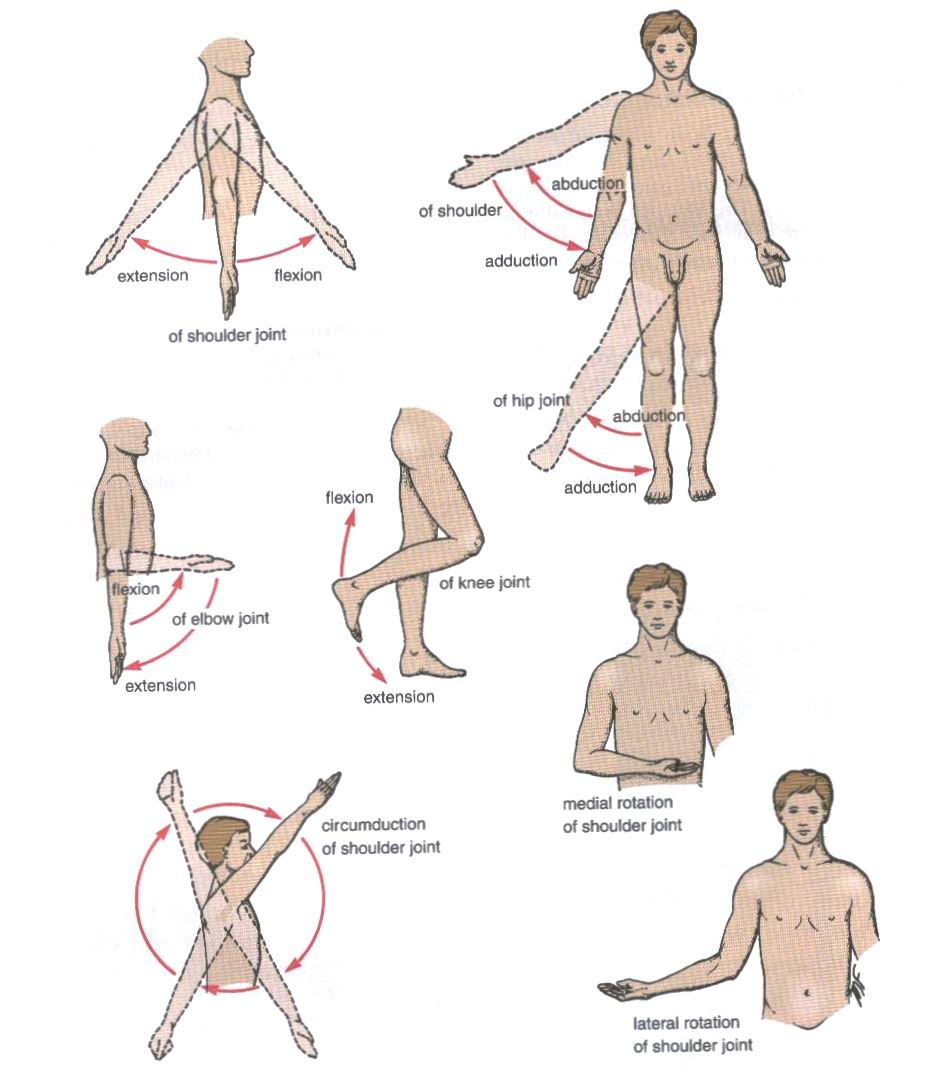 extension
flexion
of shoulder joint
abduction
of shoulder
adduction
of hip joint
abduction
adduction
flexion
of elbow joint
extension
flexion
of knee joint
extension
circumduction
of shoulder joint
medial rotation
of shoulder joint
lateral rotation
of shoulder joint